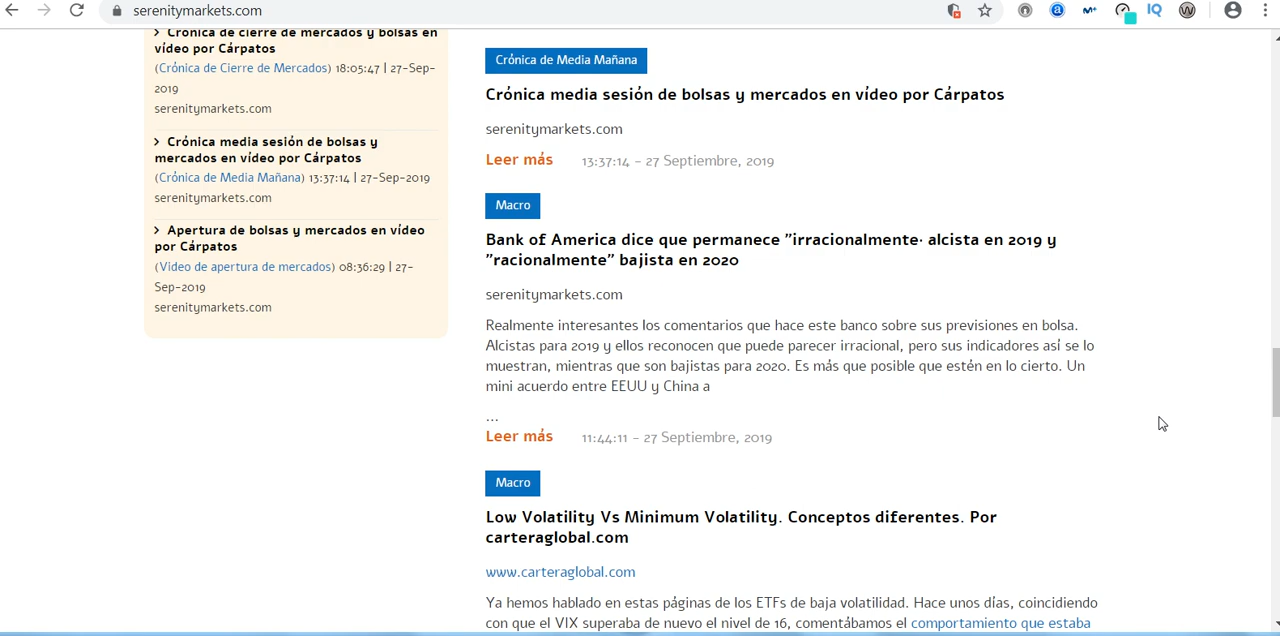 serenitymarkets.com
> Crónica de cierre de mercados y bolsas en
vídeo por Cárpatos
(Crónica de Cierre de Mercados) 18:05:47 | 27-Sep-
2019
serenitymarkets.com
> Crónica media sesión de bolsas y
mercados en vídeo por Cárpatos
(Crónica de Media Mañana) 13:37:14 | 27-Sep-2019
serenitymarkets.com
> Apertura de bolsas y mercados en vídeo
por Cárpatos
(Video de apertura de mercados) 08:36:29 | 27-
Sep-2019
serenitymarkets.com
Crónica de Media Mañana
Crónica media sesión de bolsas y mercados en vídeo por Cárpatos
serenitymarkets.com
Leer más 13:37:14 - 27 Septiembre, 2019
Macro
Bank of America dice que permanece "irracionalmente· alcista en 2019 y
"racionalmente" bajista en 2020
serenitymarkets.com
Realmente interesantes los comentarios que hace este banco sobre sus previsiones en bolsa.
Alcistas para 2019 y ellos reconocen que puede parecer irracional, pero sus indicadores así se lo
muestran, mientras que son bajistas para 2020. Es más que posible que estén en lo cierto. Un
mini acuerdo entre EEUU y China a
...
Leer más 11:44:11 - 27 Septiembre, 2019
Macro
Low Volatility Vs Minimum Volatility. Conceptos diferentes. Por
carteraglobal.com
www.carteraglobal.com
Ya hemos hablado en estas páginas de los ETFs de baja volatilidad. Hace unos días, coincidiendo
con que el VIX superaba de nuevo el nivel de 16, comentábamos el comportamiento que estaba